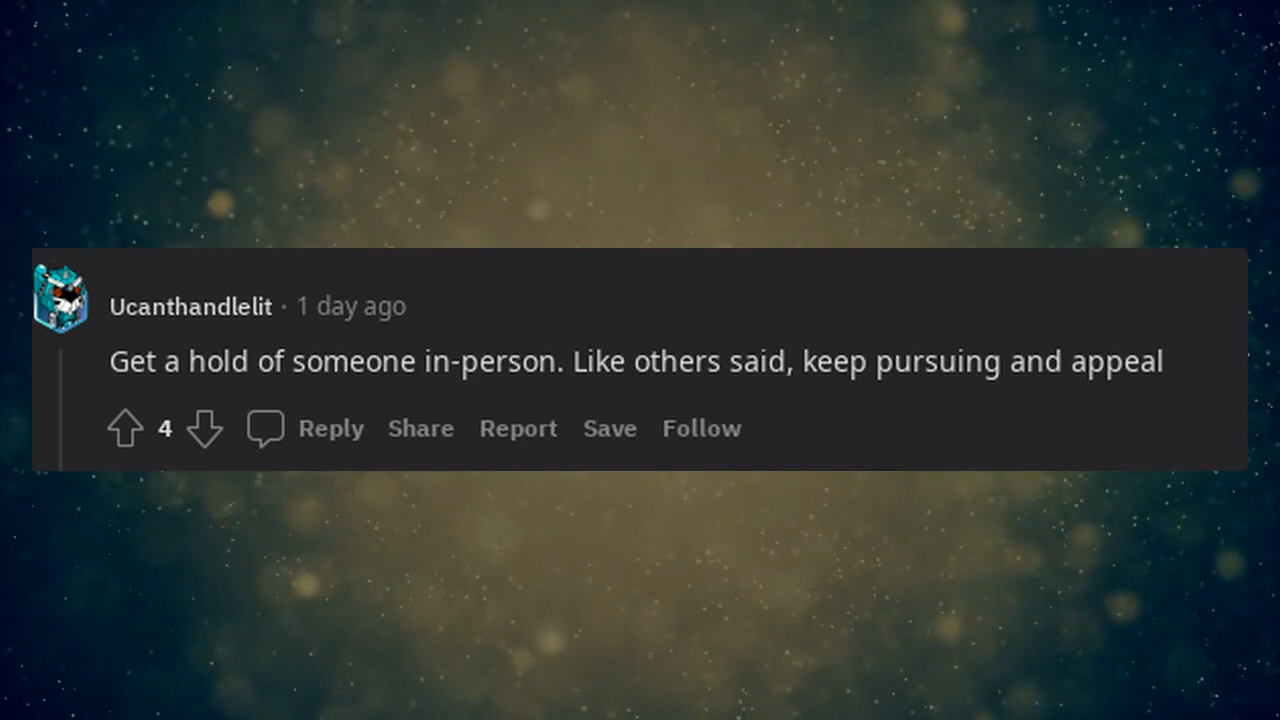 Ucanthandlelit · 1 day ago
Get a hold of someone in-person. Like others said, keep pursuing and appeal
4 Reply Share Report Save Follow